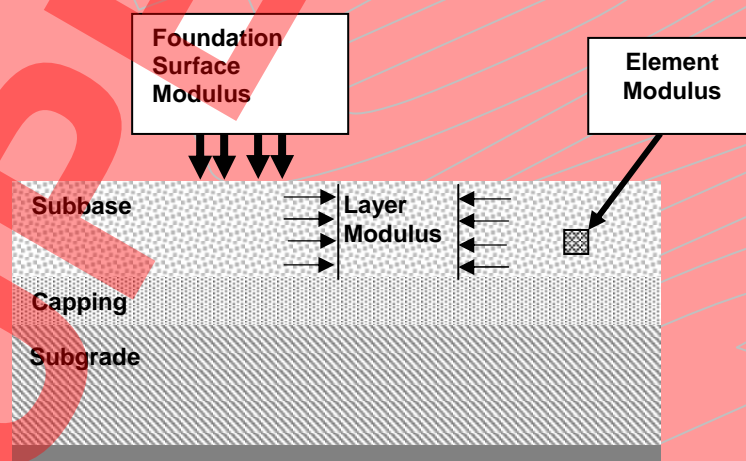 Foundation
Surface
Modulus
Element
Modulus
Subbase
Layer
Modulus
Capping
Subgrade